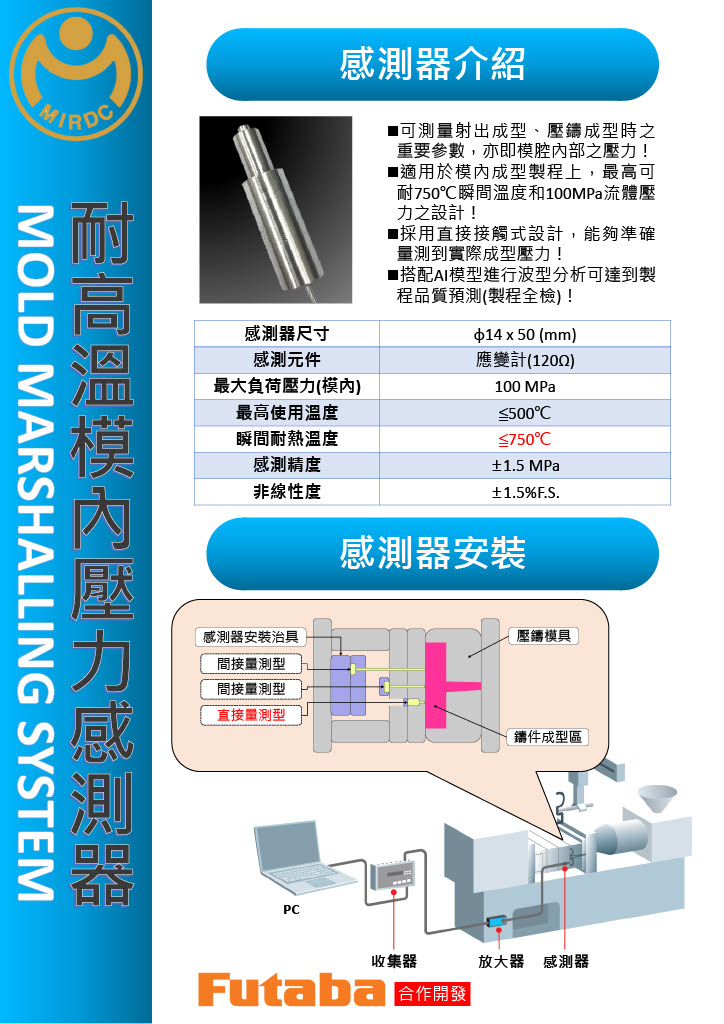 MIRDC
耐高溫模內壓力感測器
MOLD MARSHALLING SYSTEM
感測器介紹
■可測量射出成型、壓鑄成型時之
重要參數，亦即模腔內部之壓力！
■適用於模內成型製程上，最高可
耐750℃瞬間溫度和100MPa流體壓
力之設計！
■採用直接接觸式設計，能夠準確
量測到實際成型壓力！
■搭配AI模型進行波型分析可達到製
程品質預測(製程全檢)！
感測器尺寸 ϕ14 x 50 (mm)
感測元件 應變計(120Ω)
最大負荷壓力(模內) 100 MPa
最高使用溫度 ≦500℃
瞬間耐熱溫度 ≦750℃
感測精度 ±1.5 MPa
非線性度 ±1.5%F.S.
感測器安裝
感測器安裝治具
間接量測型
間接量測型
直接量測型
壓鑄模具
鑄件成型區
PC
收集器
放大器
感測器
Futaba 合作開發